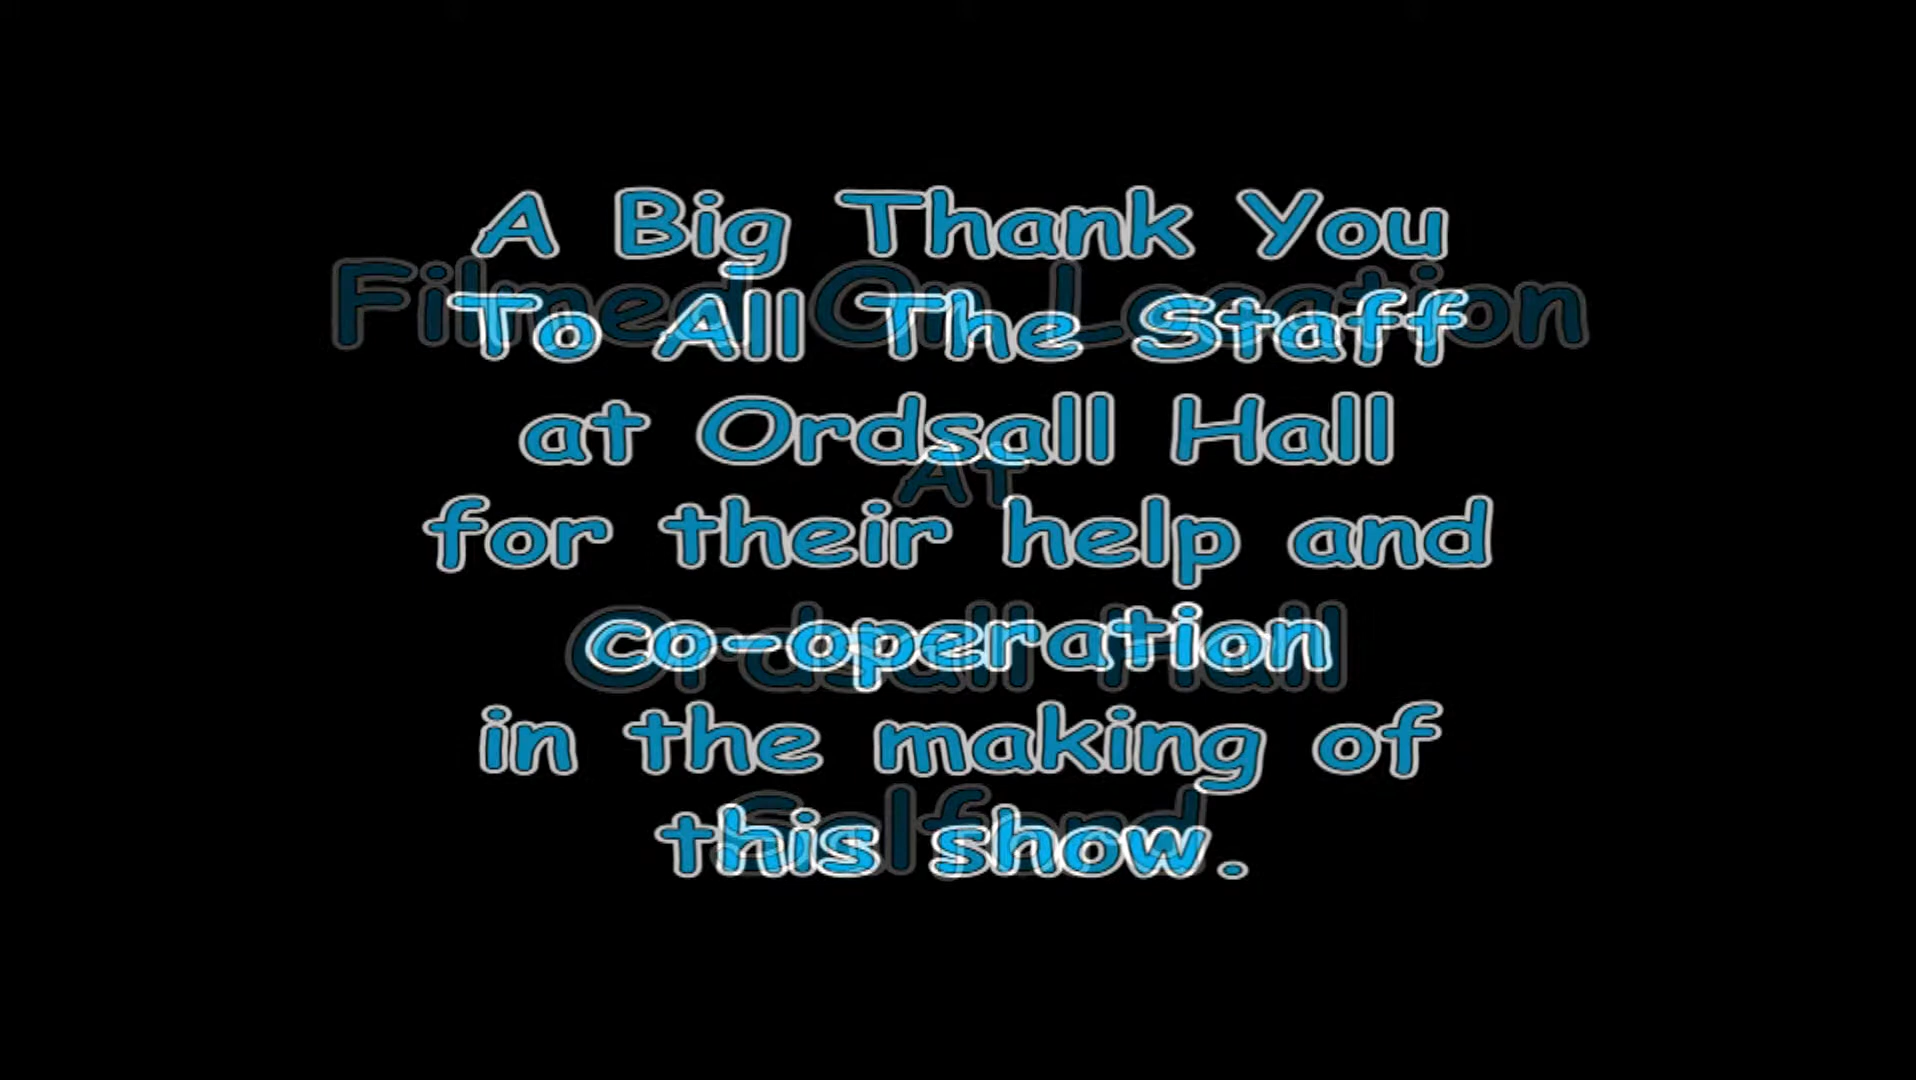 A Big Thank You
To All The Staff
at Ordsall Hall
for their help and
co-operation
in the making of
this show.
Filmed On Location
AT
Ordsall Hall
Salford